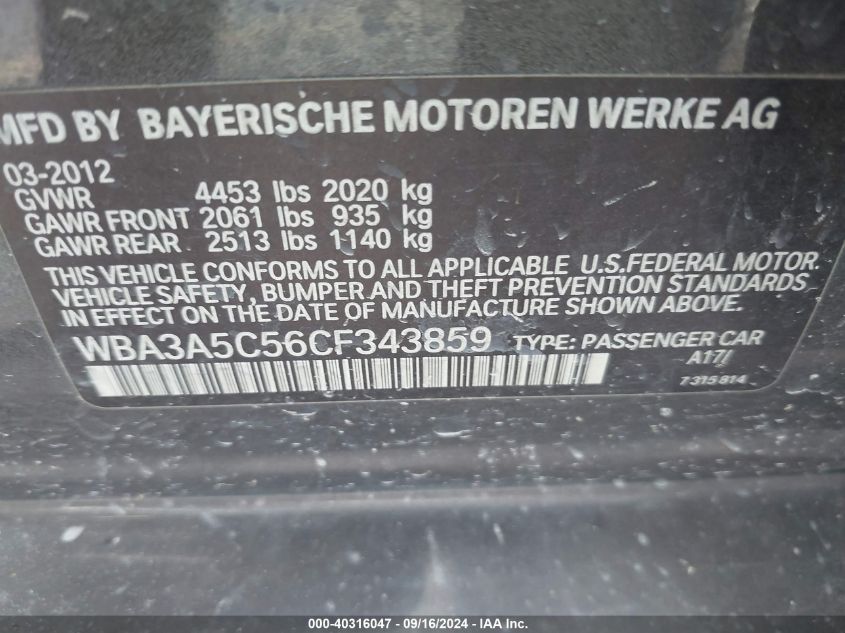 MFD BY BAYERISCHE MOTOREN WERKE AG
03-2012
GVWR 4453 lbs 2020 kg
GAWR FRONT 2061 lbs 935 kg
GAWR REAR 2513 lbs 1140 kg
THIS VEHICLE CONFORMS TO ALL APPLICABLE U.S.FEDERAL MOTOR
VEHICLE SAFETY, BUMPER AND THEFT PREVENTION STANDARDS
IN EFFECT ON THE DATE OF MANUFACTURE SHOWN ABOVE.
WBA3A5C56CF343859 TYPE: PASSENGER CAR
A17/
7315814
000-40316047 - 09/16/2024 - IAA Inc.